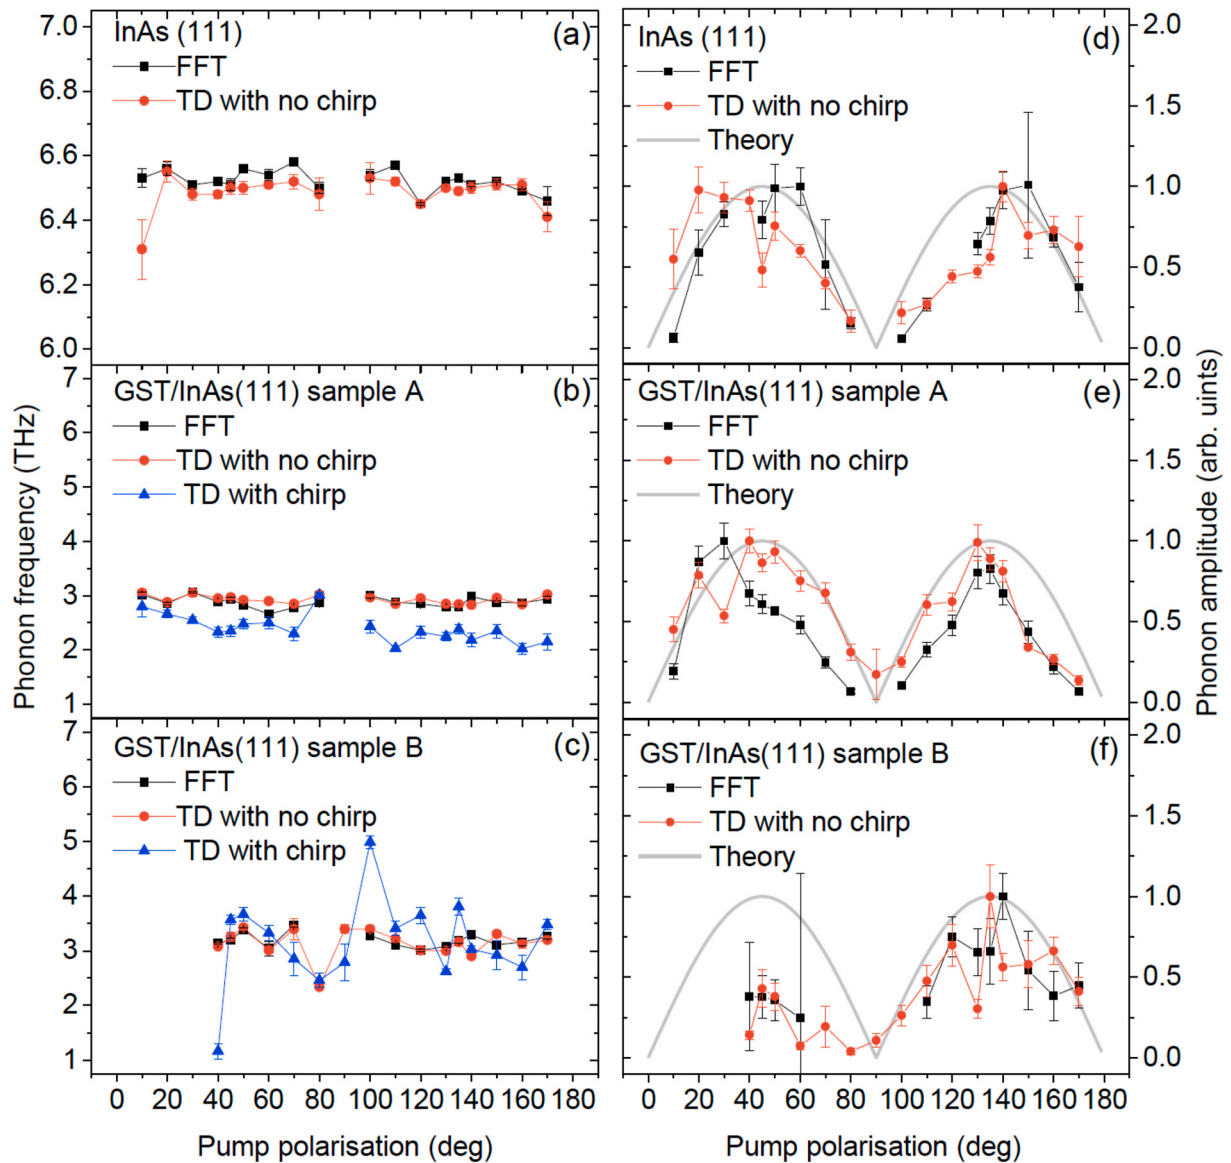 InAs (111)
(a)
FFT
TD with no chirp
7.0
6.8
6.6
6.4
6.2
6.0
GST/InAs(111) sample A
(b)
FFT
TD with no chirp
TD with chirp
7
6
5
4
3
2
1
GST/InAs(111) sample B
(c)
FFT
TD with no chirp
TD with chirp
7
6
5
4
3
2
1
Phonon frequency (THz)
0 20 40 60 80 100 120 140 160 180
Pump polarisation (deg)
InAs (111)
(d)
FFT
TD with no chirp
Theory
2.0
1.5
1.0
0.5
0.0
GST/InAs(111) sample A
(e)
FFT
TD with no chirp
Theory
2.0
1.5
1.0
0.5
0.0
GST/InAs(111) sample B
(f)
FFT
TD with no chirp
Theory
2.0
1.5
1.0
0.5
0.0
Phonon amplitude (arb. uints)
0 20 40 60 80 100 120 140 160 180
Pump polarisation (deg)